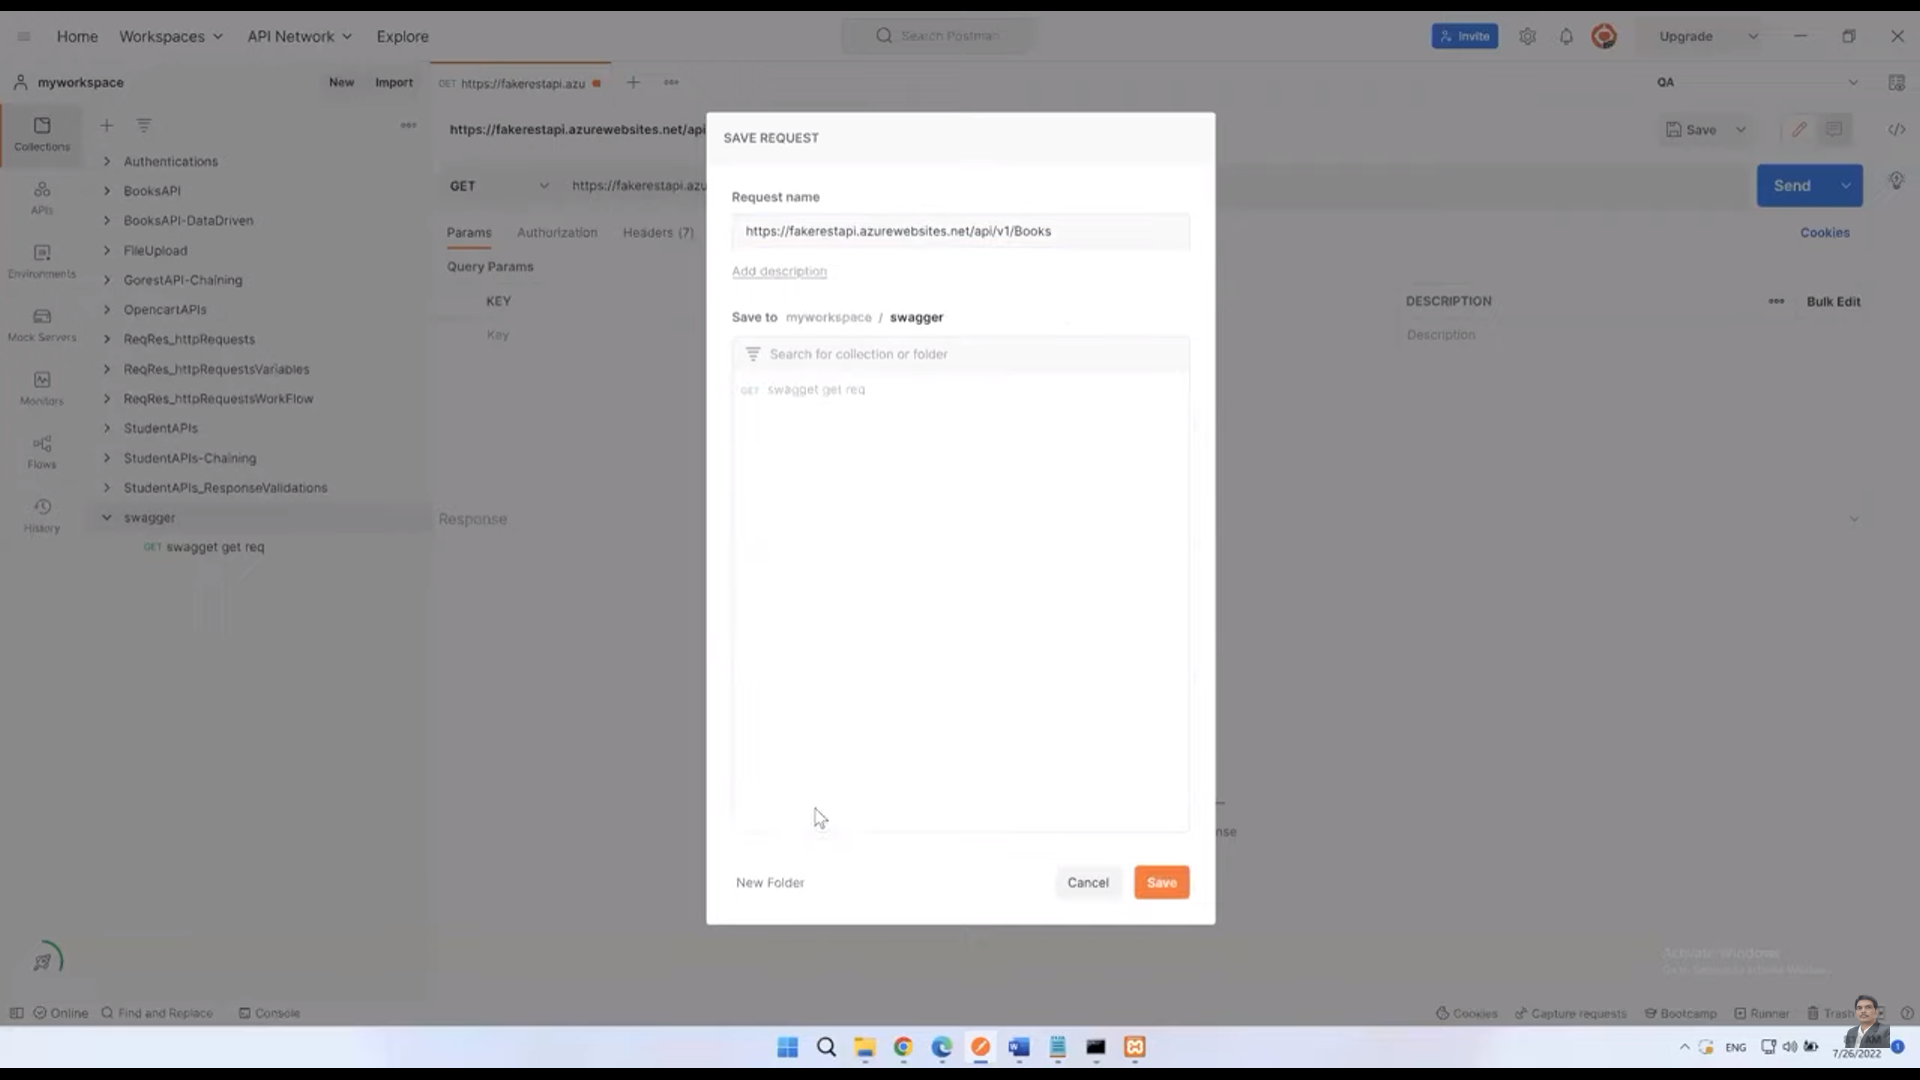 Home
Workspaces
API Network
Explore
Search Postman
Invite
Upgrade
myworkspace
New
Import
GET https://fakerestapi.azu
QA
Collections
APIs
Environments
Mock Servers
Monitors
Flows
History
Authentications
BooksAPI
BooksAPI-DataDriven
FileUpload
GorestAPI-Chaining
OpencartAPIs
ReqRes_httpRequests
ReqRes_httpRequestsVariables
ReqRes_httpRequestsWorkFlow
StudentAPIs
StudentAPIs-Chaining
StudentAPIs_ResponseValidations
swagger
GET swagget get req
https://fakerestapi.azurewebsites.net/api
Save
GET
https://fakerestapi.azu
Send
Params
Authorization
Headers (7)
Cookies
Query Params
KEY
DESCRIPTION
Bulk Edit
Key
Description
Response
nse
SAVE REQUEST
Request name
https://fakerestapi.azurewebsites.net/api/v1/Books
Add description
Save to myworkspace / swagger
Search for collection or folder
GET swagget get req
New Folder
Cancel
Save
Activate Windows
Online
Find and Replace
Console
Cookies
Capture requests
Bootcamp
Runner
Trash
ENG
7/26/2022
1